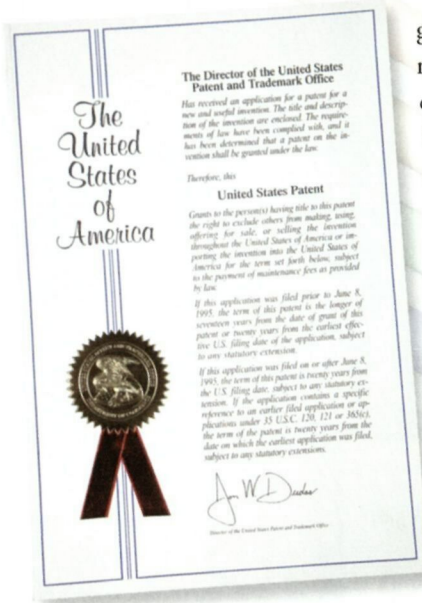 The
United
States
of
America
The Director of the United States
Patent and Trademark Office
Has received an application for a patent for a
new and useful invention. The title and descrip-
tion of the invention are enclosed. The require-
ments of law have been complied with, and it
has been determined that a patent on the in-
vention shall be granted under the law.
Therefore, this
United States Patent
Grants to the person(s) having title to this patent
the right to exclude others from making, using,
offering for sale, or selling the invention
throughout the United States of America or im-
porting the invention into the United States of
America for the term set forth below, subject
to the payment of maintenance fees as provided
by law.
If this application was filed prior to June 8,
1995, the term of this patent is the longer of
seventeen years from the date of grant of this
patent or twenty years from the earliest effec-
tive U.S. filing date of the application, subject
to any statutory extension.
If this application was filed on or after June 8,
1995, the term of this patent is twenty years from
the U.S. filing date, subject to any statutory ex-
tension. If the application contains a specific
reference to an earlier filed application or ap-
plications under 35 U.S.C. 120, 121 or 365(c),
the term of the patent is twenty years from the
date on which the earliest application was filed,
subject to any statutory extensions.
Jon W Dudas
Director of the United States Patent and Trademark Office